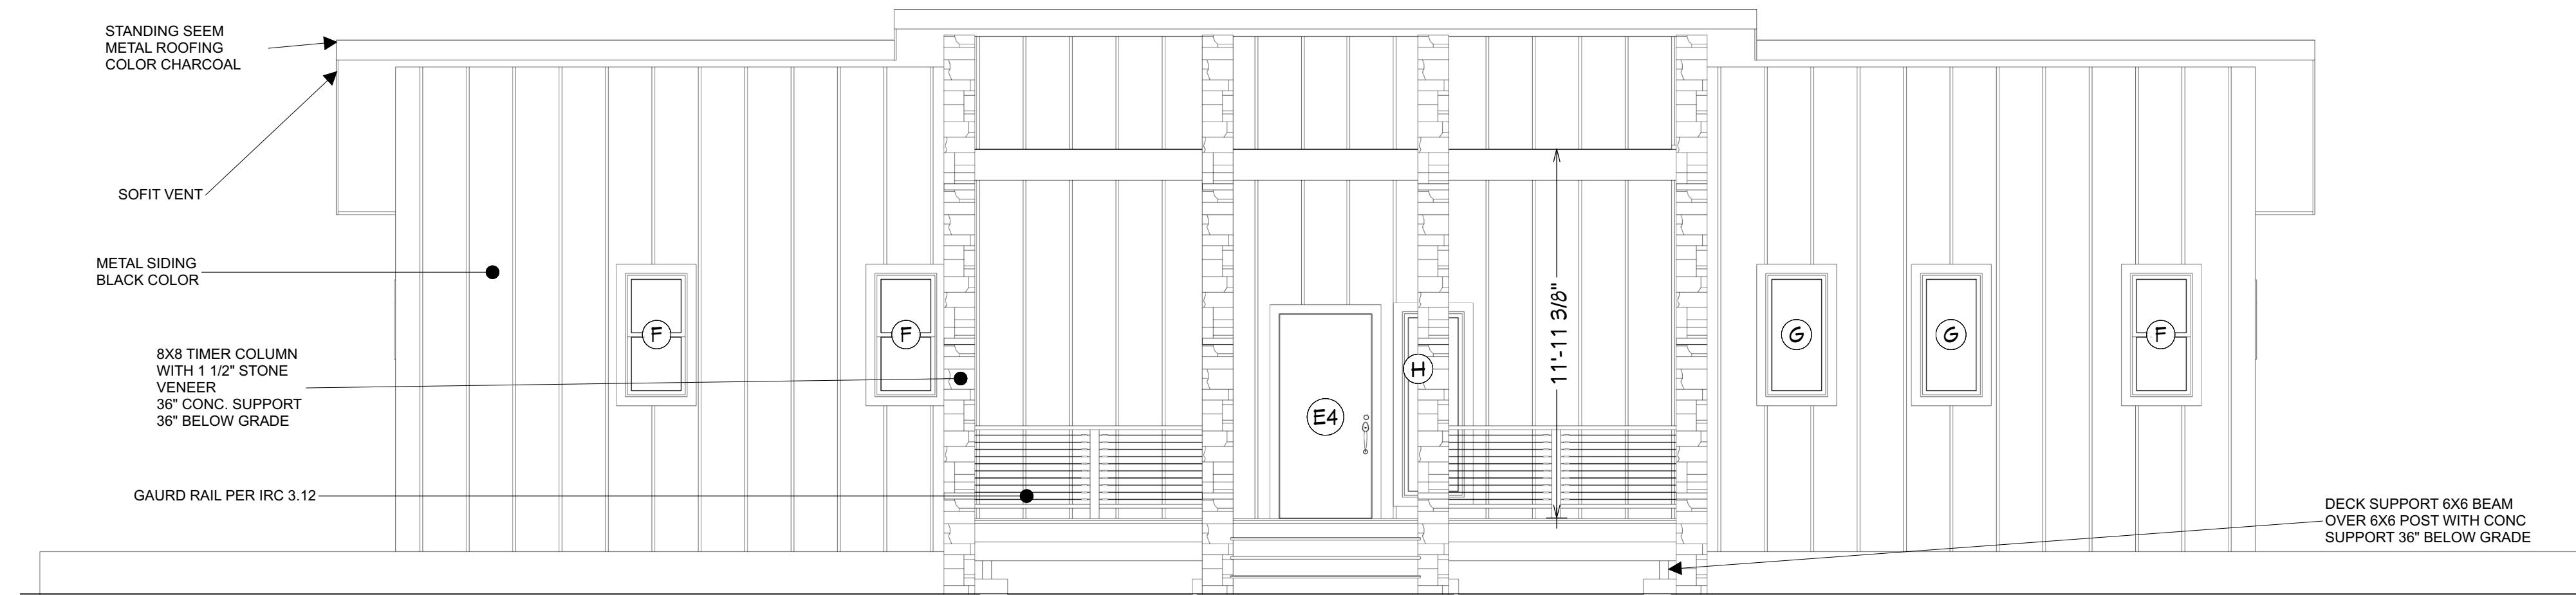 STANDING SEEM
METAL ROOFING
COLOR CHARCOAL
SOFIT VENT
METAL SIDING
BLACK COLOR
8X8 TIMER COLUMN
WITH 1 1/2" STONE
VENEER
36" CONC. SUPPORT
36" BELOW GRADE
GAURD RAIL PER IRC 3.12
F
F
E4
H
11'-11 3/8"
G
G
F
DECK SUPPORT 6X6 BEAM
OVER 6X6 POST WITH CONC
SUPPORT 36" BELOW GRADE